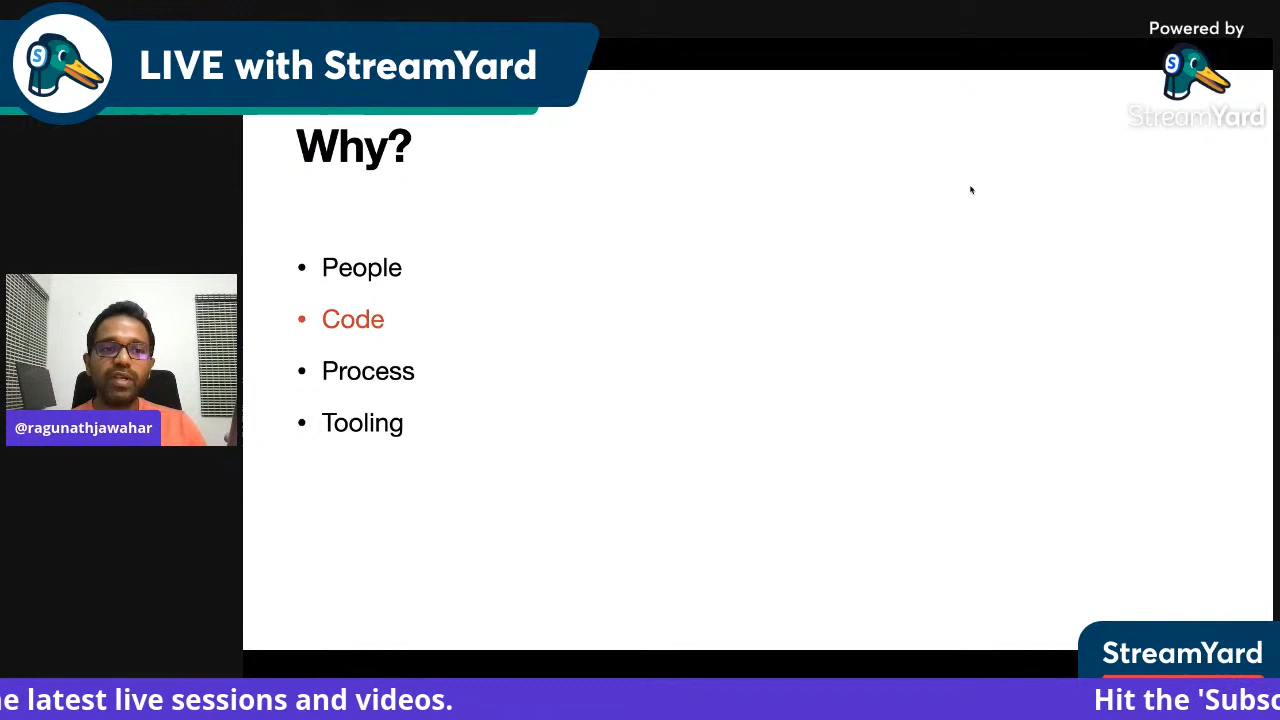 LIVE with StreamYard
Powered by
S
StreamYard
Why?
• People
• Code
• Process
• Tooling
@ragunathjawahar
StreamYard
e latest live sessions and videos.
Hit the 'Subsc